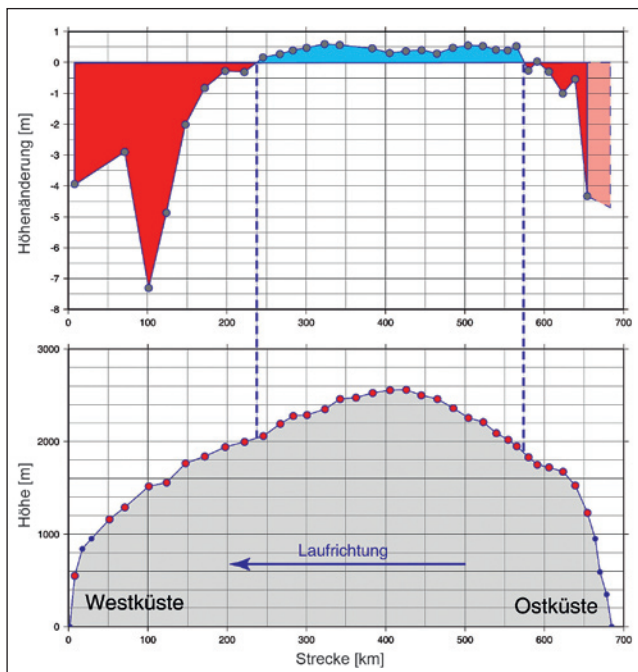 Höhenänderung [m]
1
0
-1
-2
-3
-4
-5
-6
-7
-8
0 100 200 300 400 500 600 700
Höhe [m]
3000
2000
1000
0
Laufrichtung
Westküste Ostküste
0 100 200 300 400 500 600 700
Strecke [km]